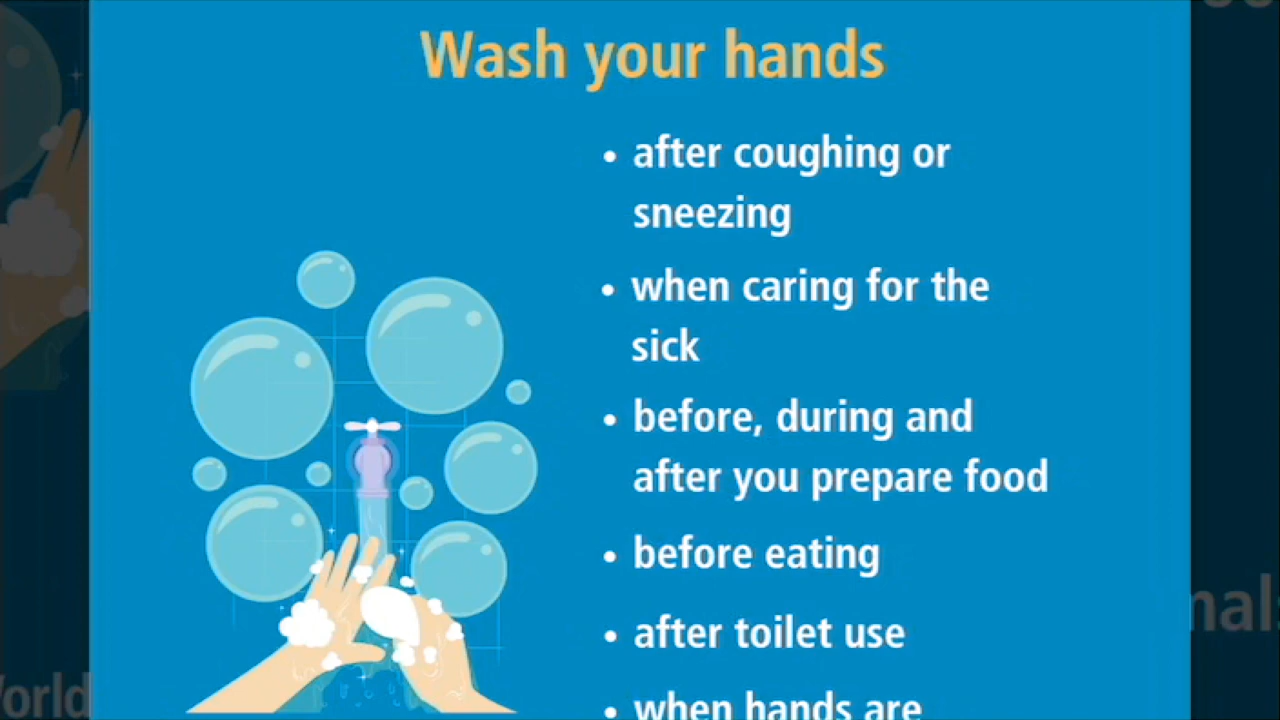 Wash your hands
• after coughing or
sneezing
• when caring for the
sick
• before, during and
after you prepare food
• before eating
• after toilet use
• when hands are